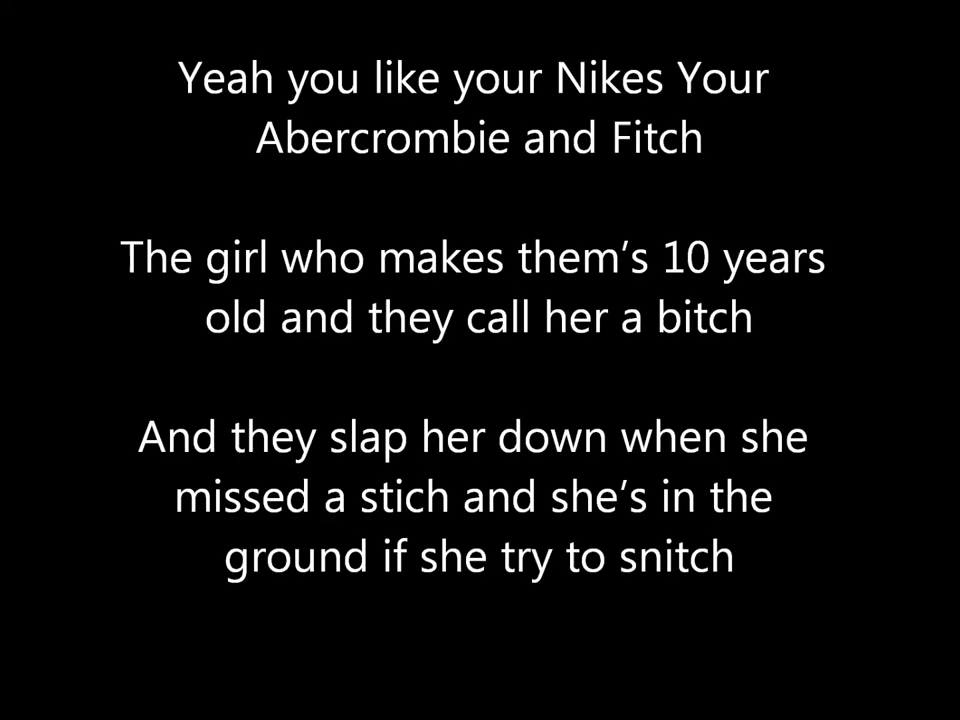 Yeah you like your Nikes Your
Abercrombie and Fitch
The girl who makes them's 10 years
old and they call her a bitch
And they slap her down when she
missed a stich and she's in the
ground if she try to snitch